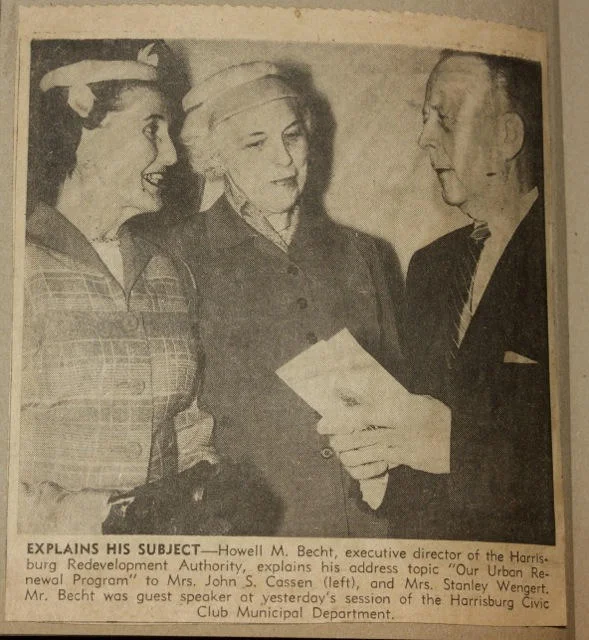 EXPLAINS HIS SUBJECT—Howell M. Becht, executive director of the Harris-
burg Redevelopment Authority, explains his address topic "Our Urban Re-
newal Program" to Mrs. John S. Cassen (left), and Mrs. Stanley Wengert.
Mr. Becht was guest speaker at yesterday's session of the Harrisburg Civic
Club Municipal Department.